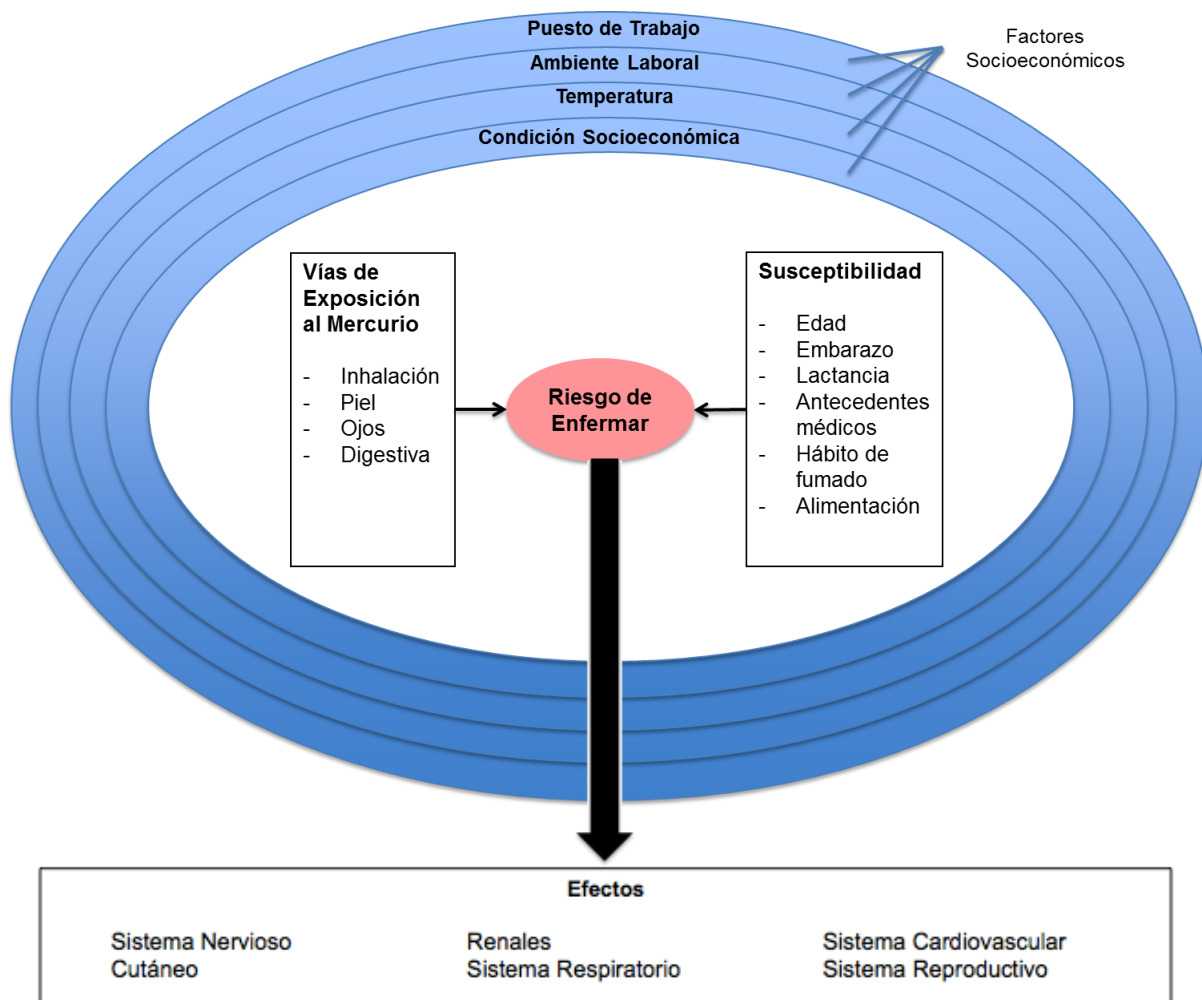 Puesto de Trabajo
Ambiente Laboral
Temperatura
Condición Socioeconómica
Factores
Socioeconómicos
Vías de
Exposición
al Mercurio
- Inhalación
- Piel
- Ojos
- Digestiva
Riesgo de
Enfermar
Susceptibilidad
- Edad
- Embarazo
- Lactancia
- Antecedentes
médicos
- Hábito de
fumado
- Alimentación
Efectos
Sistema Nervioso
Cutáneo
Renales
Sistema Respiratorio
Sistema Cardiovascular
Sistema Reproductivo